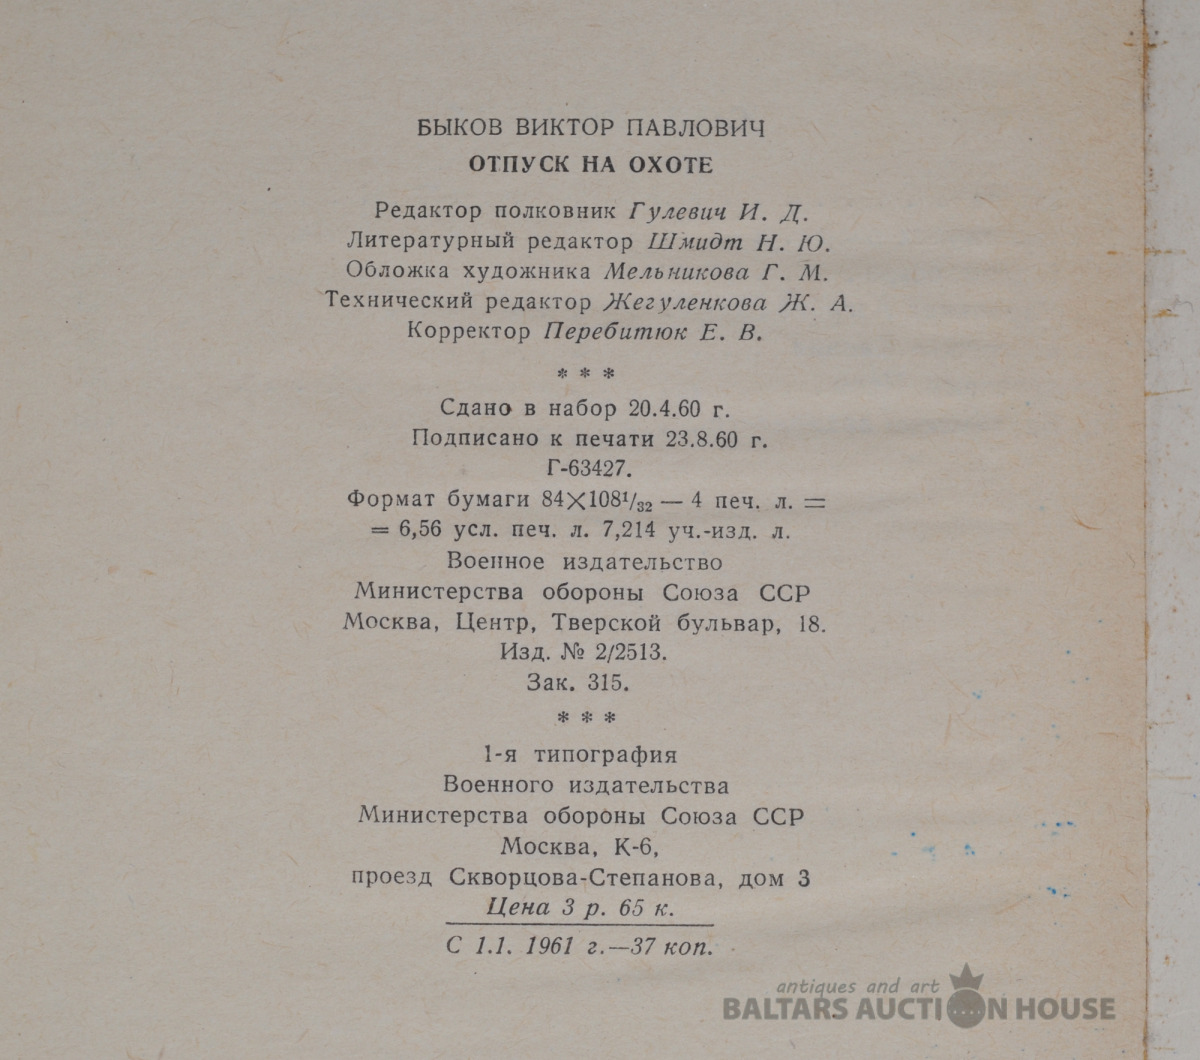 БЫКОВ ВИКТОР ПАВЛОВИЧ
ОТПУСК НА ОХОТЕ
Редактор полковник Гулевич И. Д.
Литературный редактор Шмидт Н. Ю.
Обложка художника Мельникова Г. М.
Технический редактор Жегуленкова Ж. А.
Корректор Перебитюк Е. В.
* * *
Сдано в набор 20.4.60 г.
Подписано к печати 23.8.60 г.
Г-63427.
Формат бумаги 84×108¹/₃₂ — 4 печ. л. =
= 6,56 усл. печ. л. 7,214 уч.-изд. л.
Военное издательство
Министерства обороны Союза ССР
Москва, Центр, Тверской бульвар, 18.
Изд. № 2/2513.
Зак. 315.
* * *
1-я типография
Военного издательства
Министерства обороны Союза ССР
Москва, К-6,
проезд Скворцова-Степанова, дом 3
Цена 3 р. 65 к.
С 1.1. 1961 г.—37 коп.
antiques and art
BALTARS AUCTION HOUSE